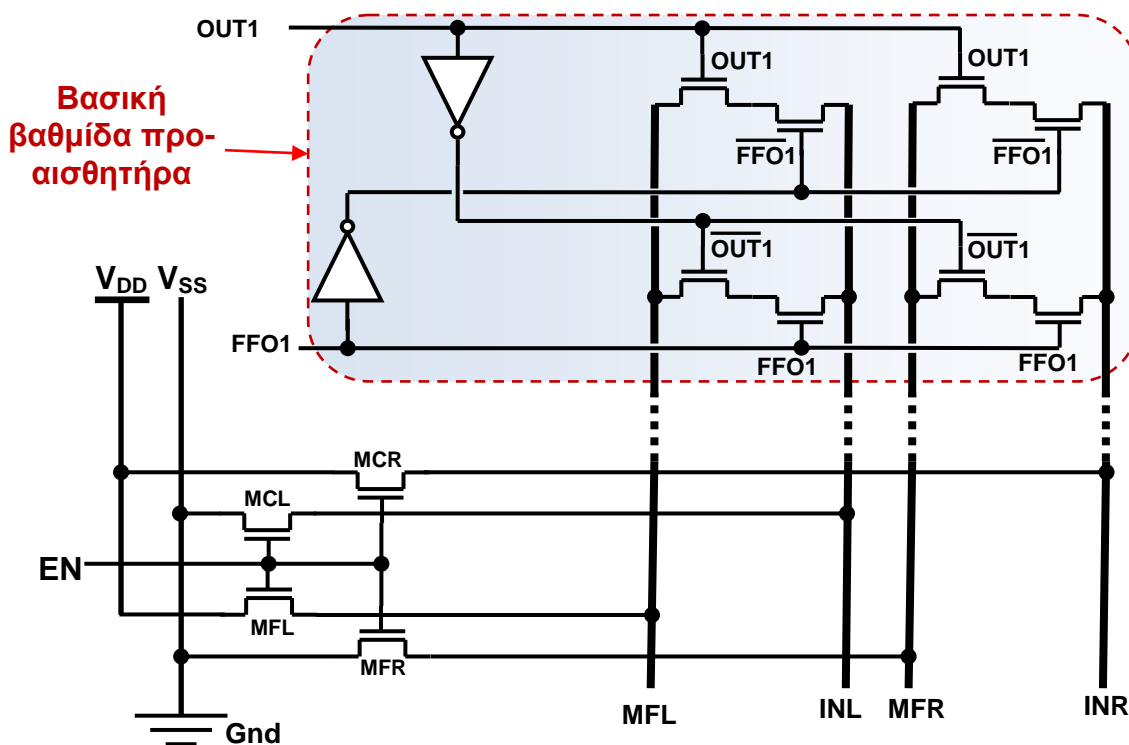 OUT1
OUT1
OUT1
Βασική
βαθμίδα προ-
αισθητήρα
FFO1
FFO1
OUT1
OUT1
VDD VSS
FFO1
FFO1
FFO1
MCR
MCL
EN
MFL
MFR
MFL
INL
MFR
INR
Gnd